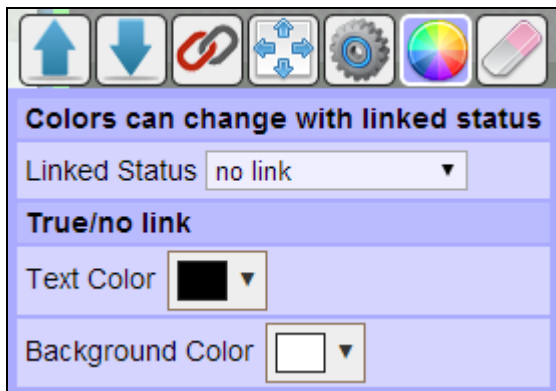 Colors can change with linked status
Linked Status no link
True/no link
Text Color
Background Color